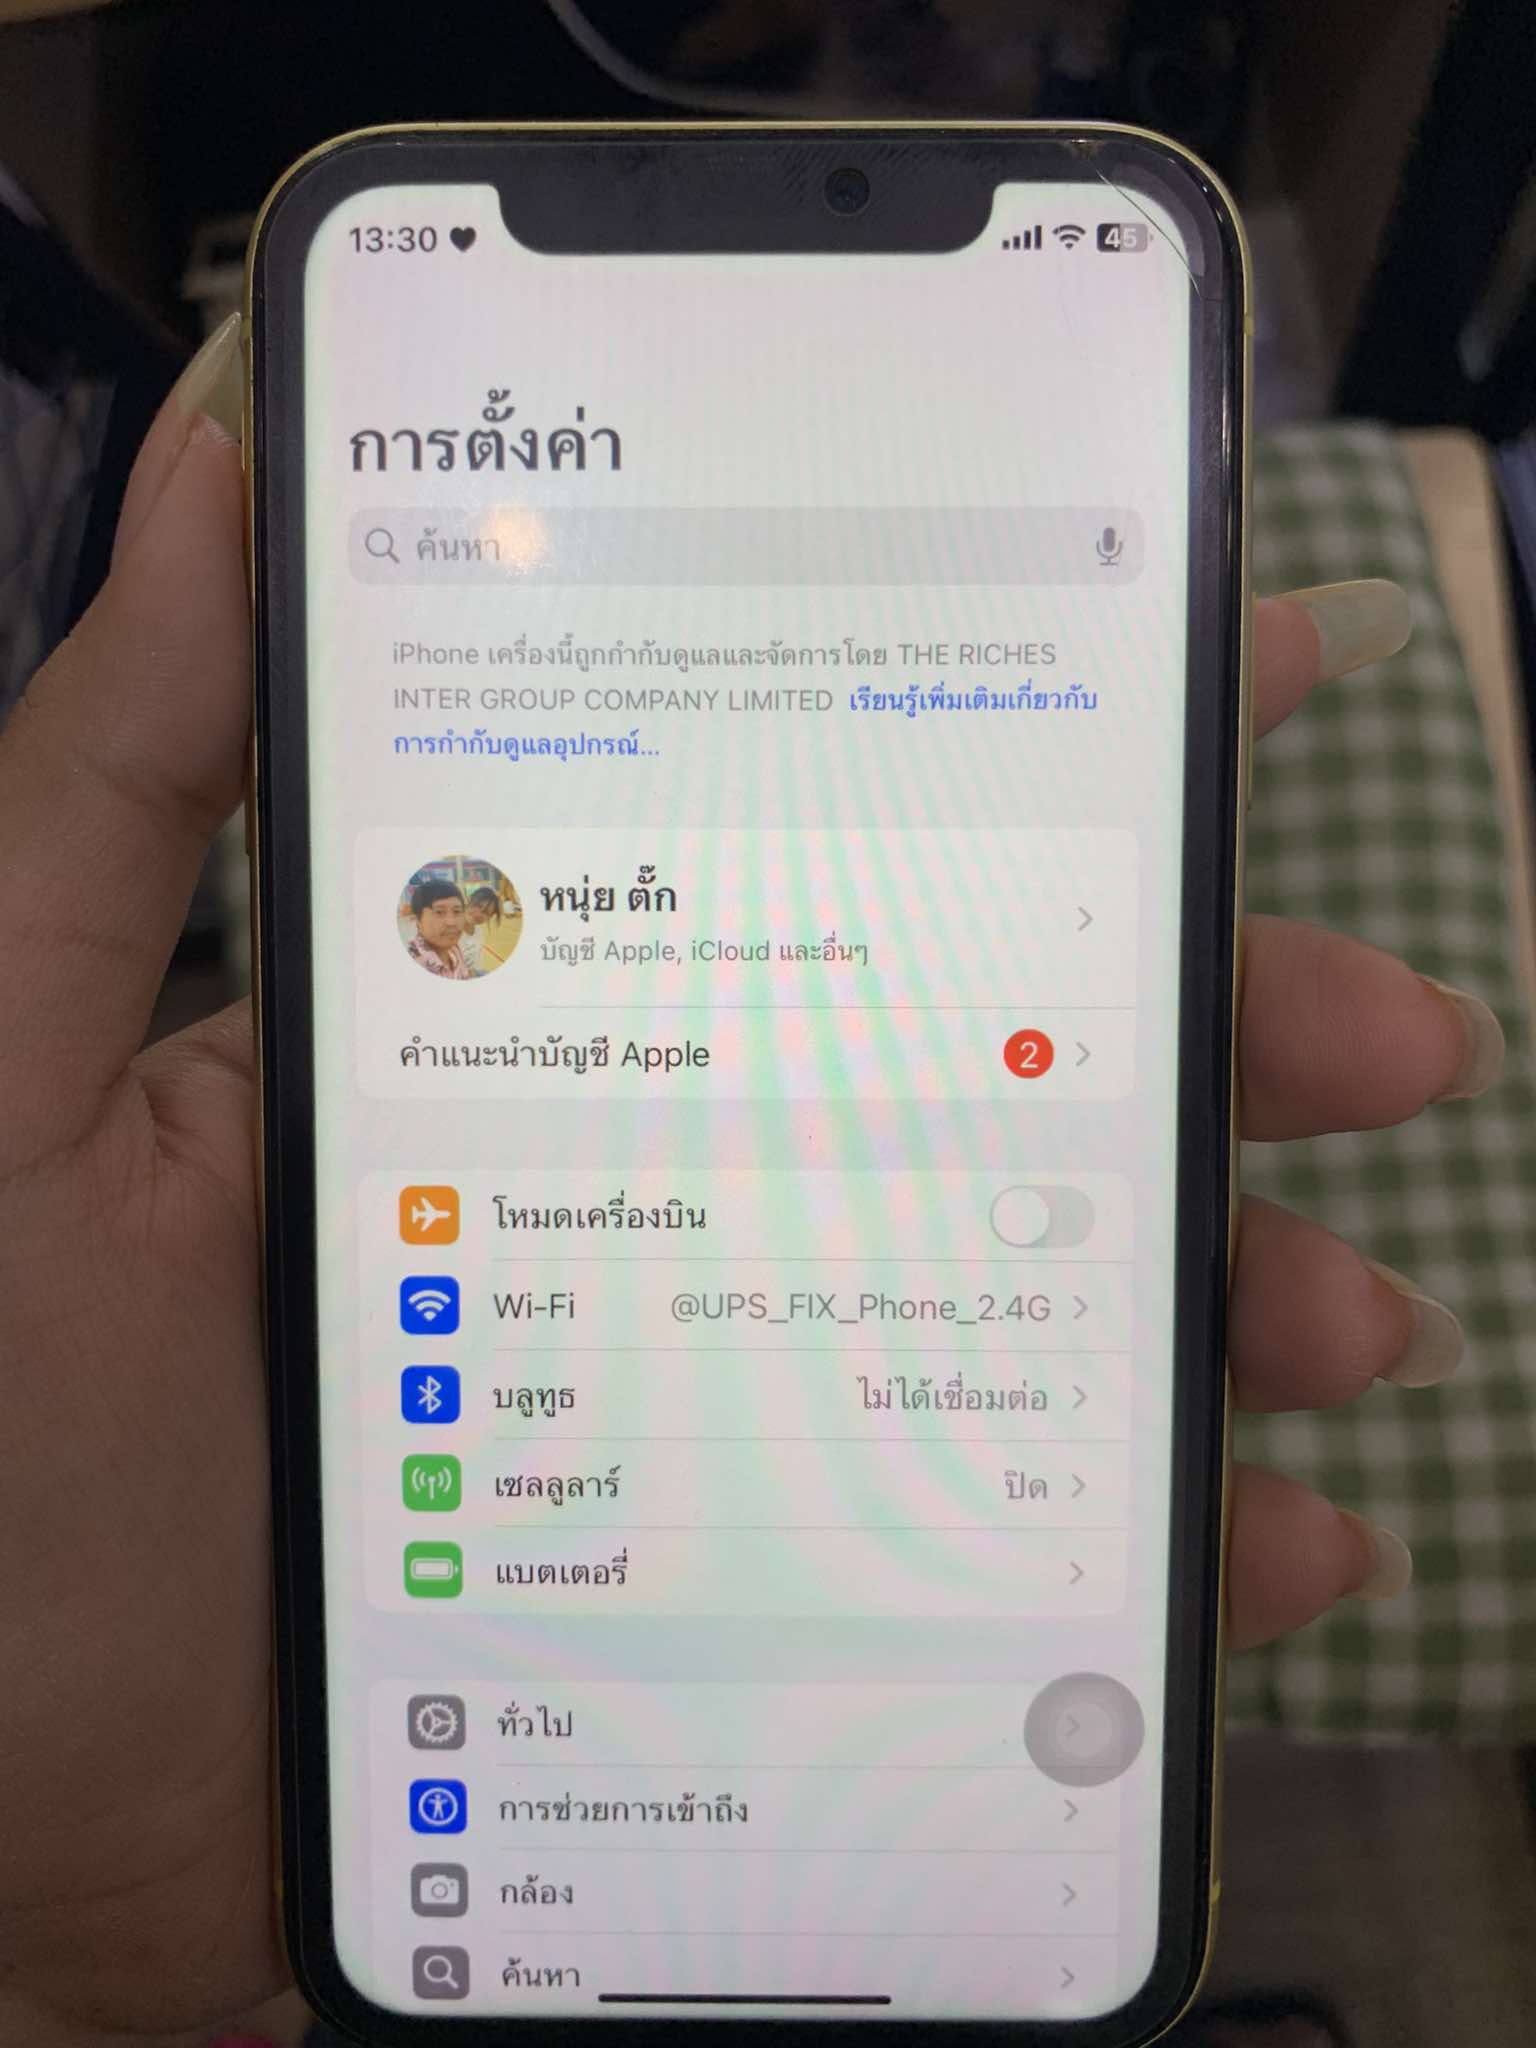 13:30
45
การตั้งค่า
ค้นหา
iPhone เครื่องนี้ถูกกำกับดูแลและจัดการโดย THE RICHES
INTER GROUP COMPANY LIMITED เรียนรู้เพิ่มเติมเกี่ยวกับ
การกำกับดูแลอุปกรณ์...
หนุ่ย ตั๊ก
บัญชี Apple, iCloud และอื่นๆ
คำแนะนำบัญชี Apple 2
โหมดเครื่องบิน
Wi-Fi @UPS_FIX_Phone_2.4G
บลูทูธ ไม่ได้เชื่อมต่อ
เซลลูลาร์ ปิด
แบตเตอรี่
ทั่วไป
การช่วยการเข้าถึง
กล้อง
ค้นหา